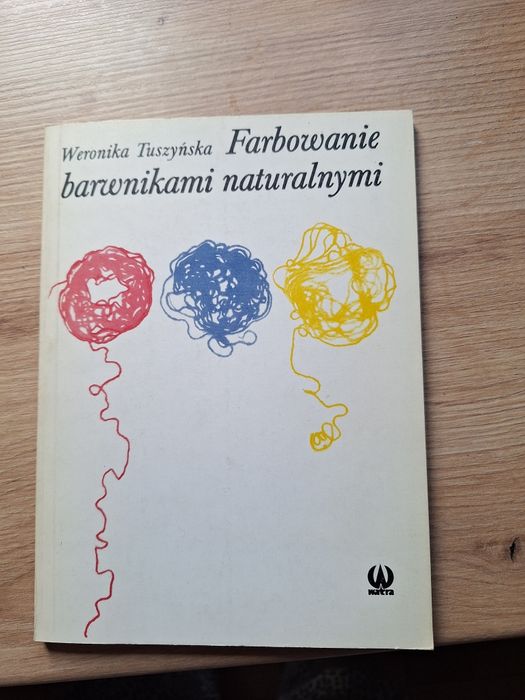 Weronika Tuszyńska Farbowanie
barwnikami naturalnymi
watra